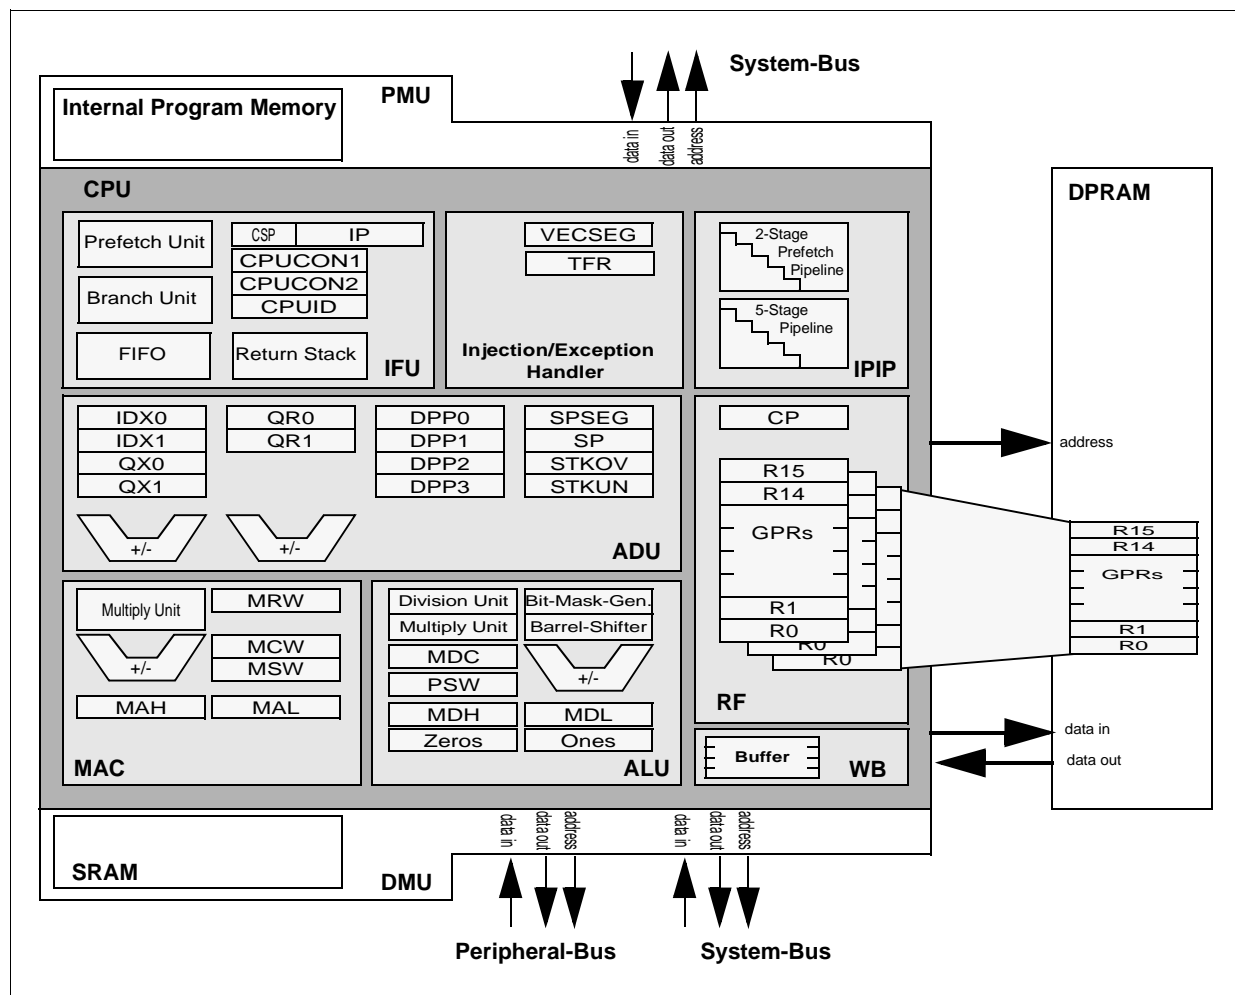 System-Bus
Internal Program Memory
PMU
data in
data out
address
CPU
DPRAM
Prefetch Unit
CSP
IP
CPUCON1
CPUCON2
CPUID
Branch Unit
FIFO
Return Stack
IFU
VECSEG
TFR
Injection/Exception
Handler
2-Stage
Prefetch
Pipeline
5-Stage
Pipeline
IPIP
IDX0
IDX1
QX0
QX1
QR0
QR1
DPP0
DPP1
DPP2
DPP3
SPSEG
SP
STKOV
STKUN
+/-
+/-
ADU
CP
R15
R14
GPRs
R1
R0
R0
R0
RF
address
R15
R14
GPRs
R1
R0
Multiply Unit
MRW
+/-
MCW
MSW
MAH
MAL
MAC
Division Unit
Bit-Mask-Gen.
Multiply Unit
Barrel-Shifter
MDC
PSW
+/-
MDH
MDL
Zeros
Ones
ALU
Buffer
WB
data in
data out
SRAM
DMU
data in
data out
address
data in
data out
address
Peripheral-Bus
System-Bus